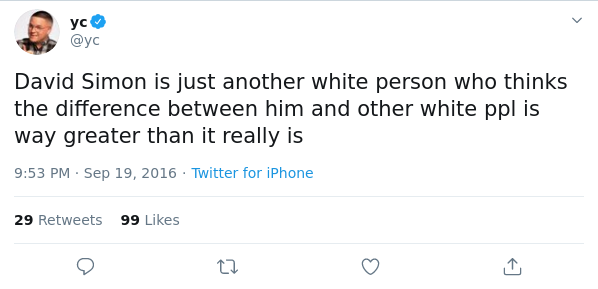 yc
@yc
David Simon is just another white person who thinks
the difference between him and other white ppl is
way greater than it really is
9:53 PM · Sep 19, 2016 · Twitter for iPhone
29 Retweets 99 Likes